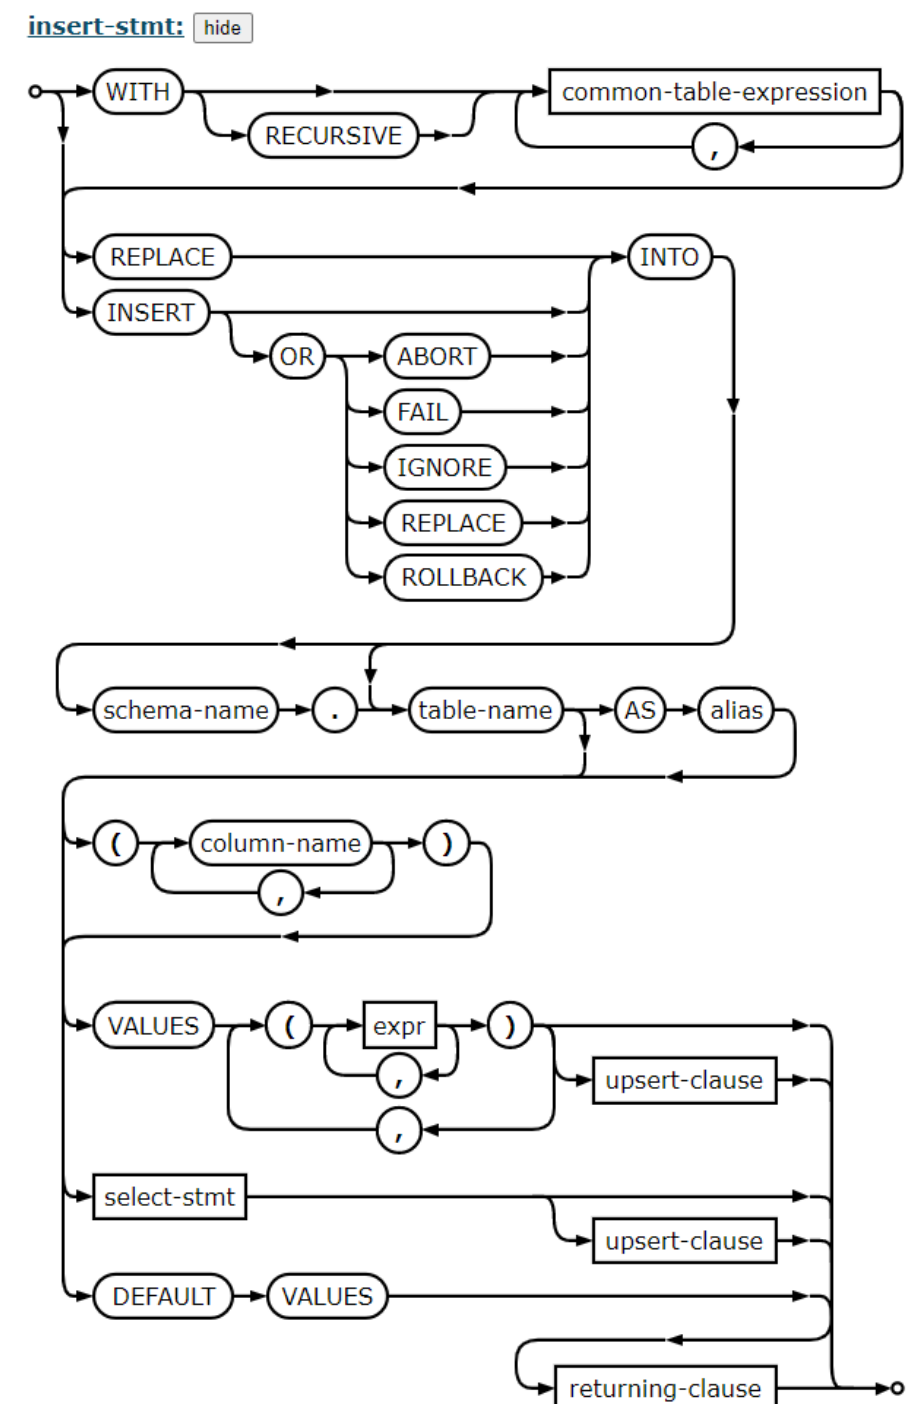 insert-stmt: hide
WITH common-table-expression
RECURSIVE ,
REPLACE INTO
INSERT
OR ABORT
FAIL
IGNORE
REPLACE
ROLLBACK
schema-name . table-name AS alias
( column-name )
,
VALUES ( expr )
, upsert-clause
,
select-stmt
upsert-clause
DEFAULT VALUES
returning-clause